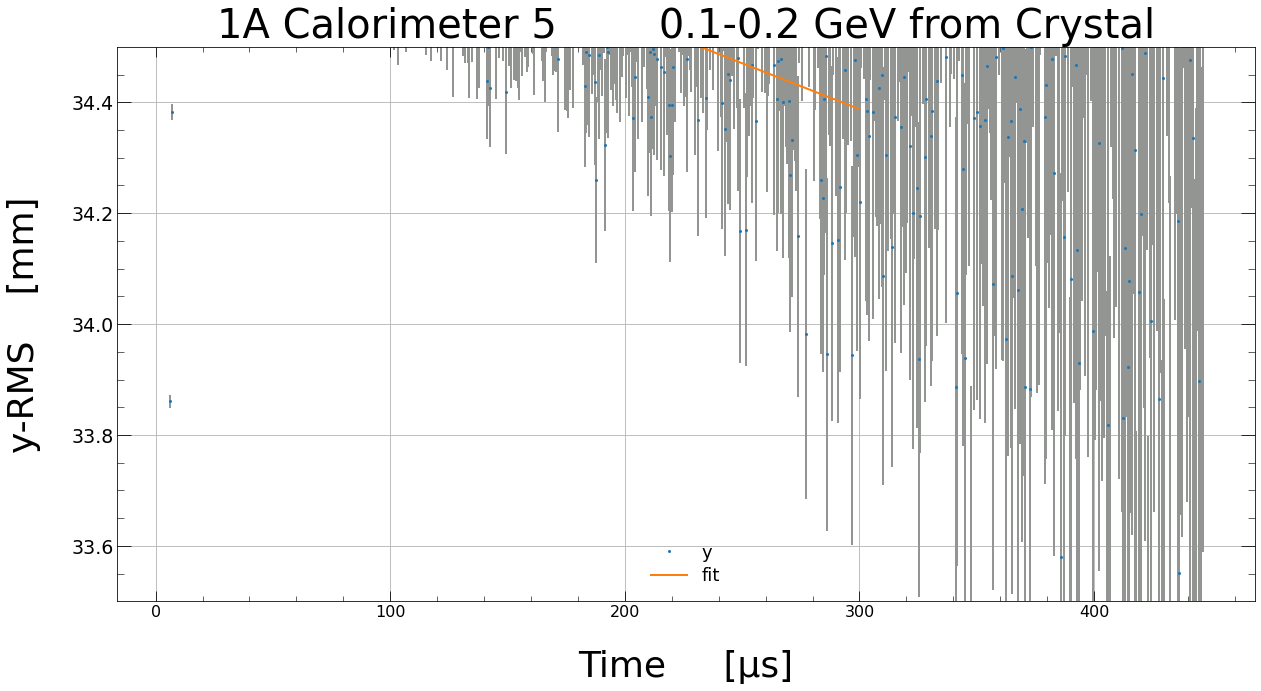 1A Calorimeter 5 0.1-0.2 GeV from Crystal
y-RMS [mm]
34.4
34.2
34.0
33.8
33.6
y
fit
0 100 200 300 400
Time [μs]